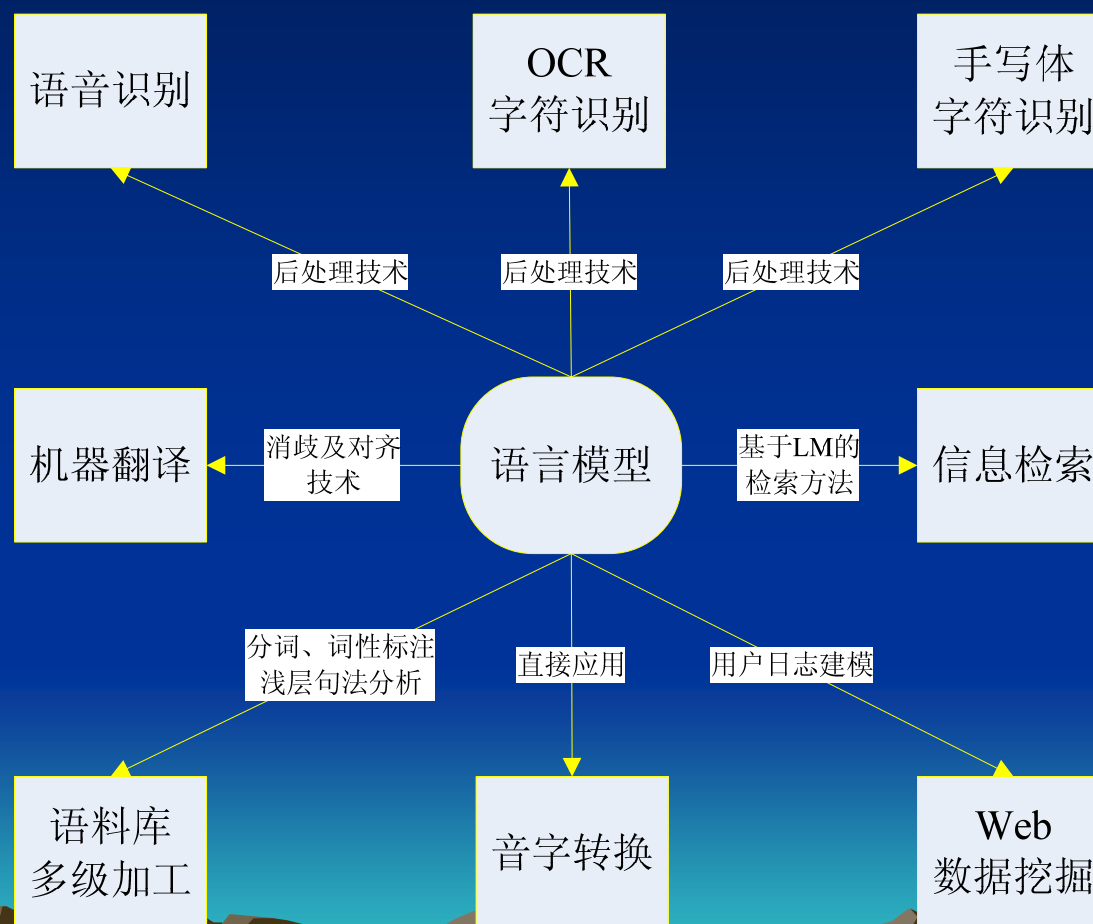 语音识别
OCR
字符识别
手写体
字符识别
后处理技术
后处理技术
后处理技术
机器翻译
消歧及对齐
技术
语言模型
基于LM的
检索方法
信息检索
分词、词性标注
浅层句法分析
直接应用
用户日志建模
语料库
多级加工
音字转换
Web
数据挖掘